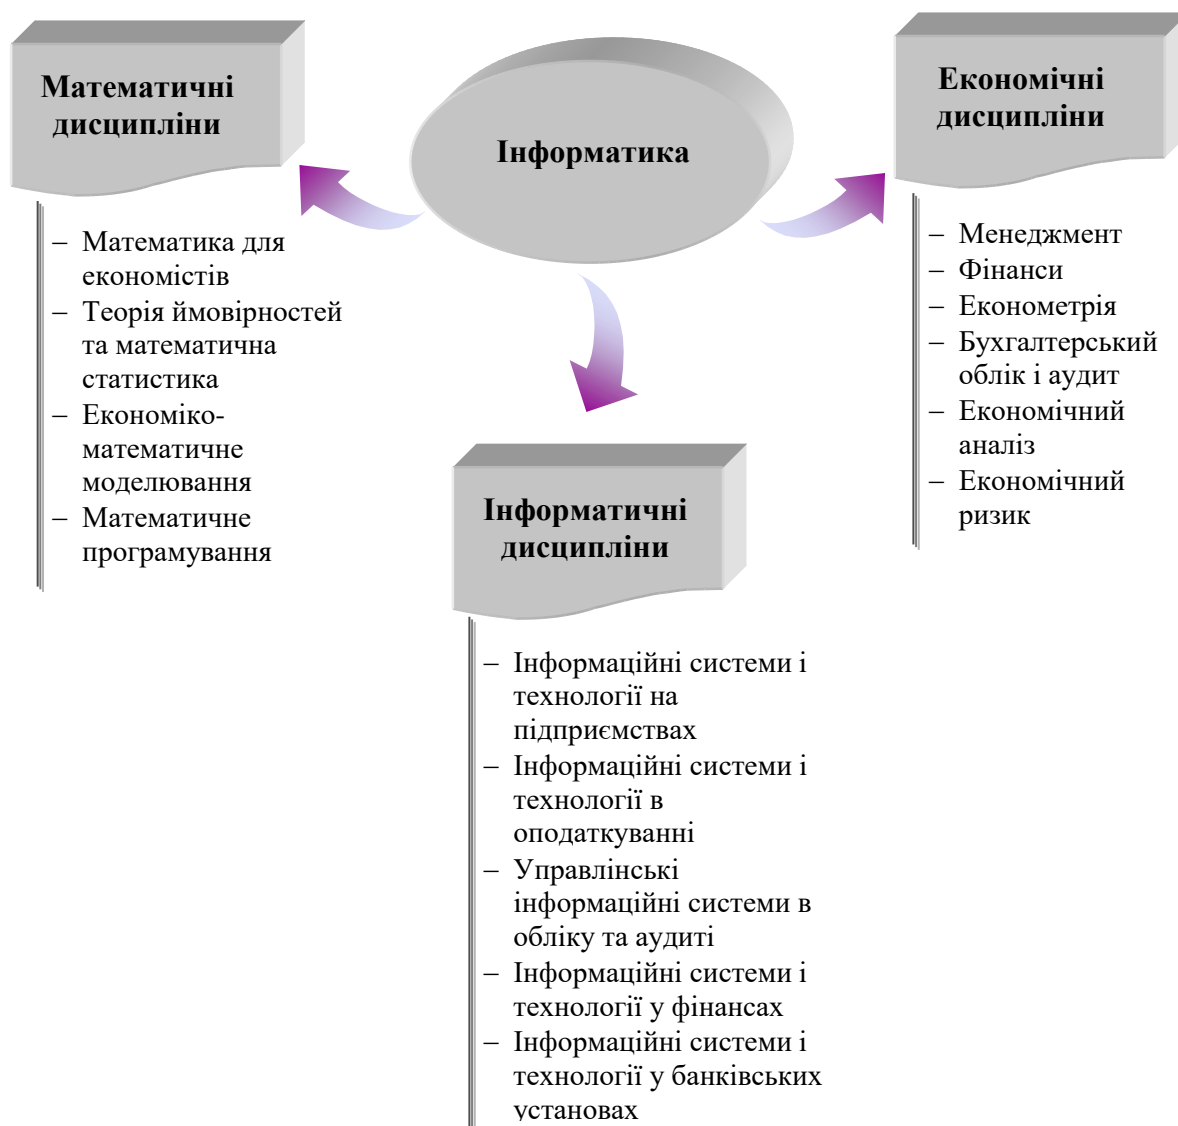 Математичні
дисципліни
Інформатика
Економічні
дисципліни
– Математика для
економістів
– Теорія ймовірностей
та математична
статистика
– Економіко-
математичне
моделювання
– Математичне
програмування
– Менеджмент
– Фінанси
– Економетрія
– Бухгалтерський
облік і аудит
– Економічний
аналіз
– Економічний
ризик
Інформатичні
дисципліни
– Інформаційні системи і
технології на
підприємствах
– Інформаційні системи і
технології в
оподаткуванні
– Управлінські
інформаційні системи в
обліку та аудиті
– Інформаційні системи і
технології у фінансах
– Інформаційні системи і
технології у банківських
установах